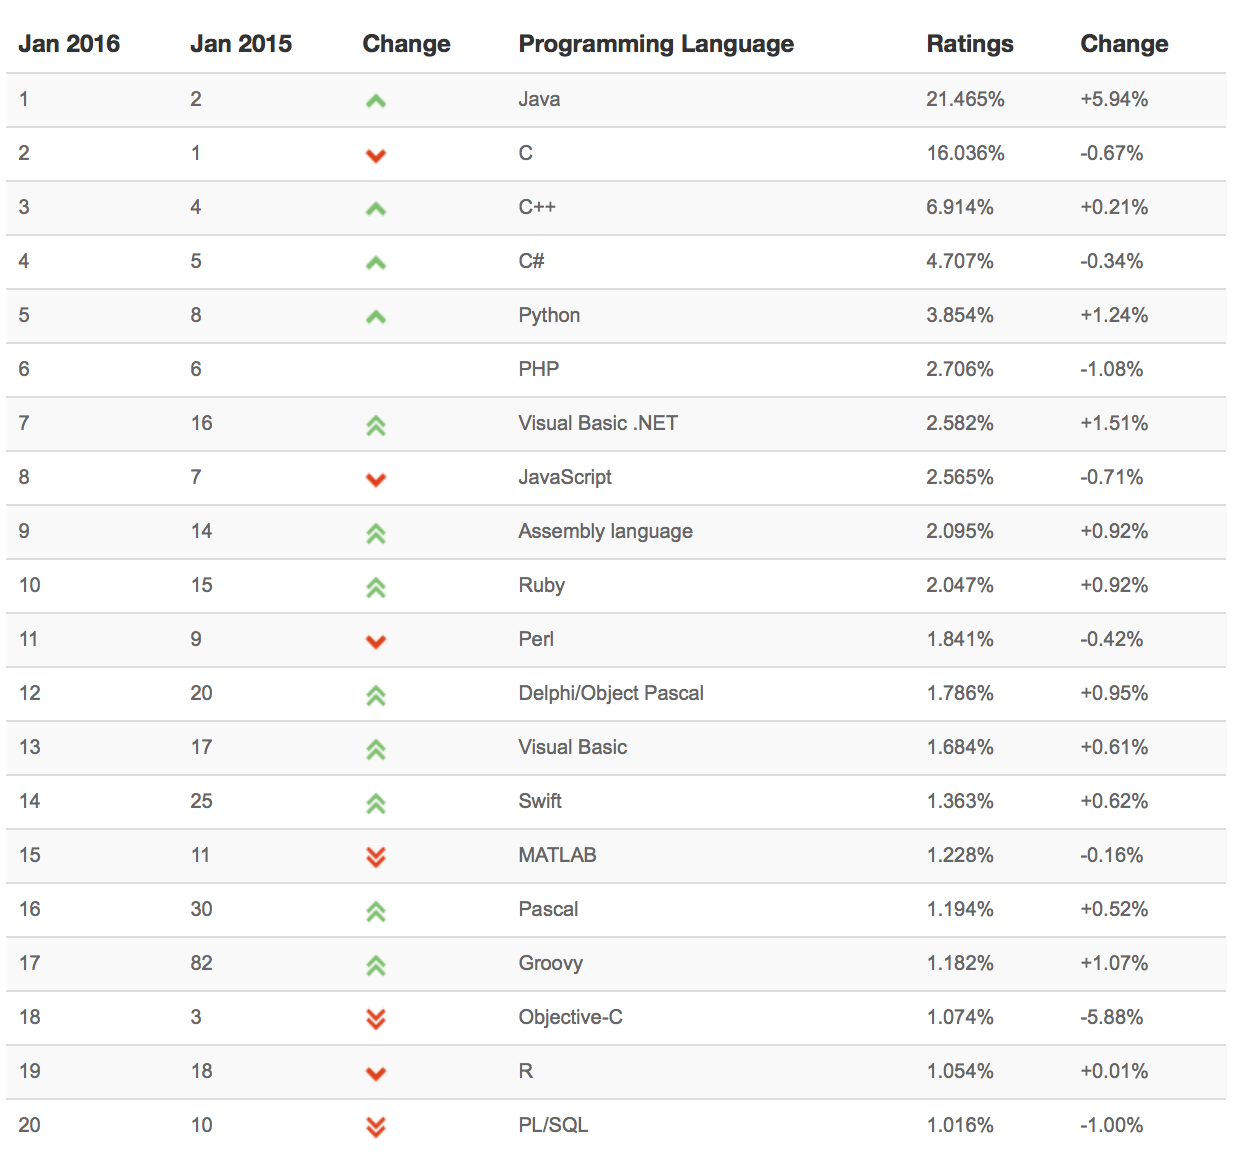 Jan 2016 Jan 2015 Change Programming Language Ratings Change
1 2 Java 21.465% +5.94%
2 1 C 16.036% -0.67%
3 4 C++ 6.914% +0.21%
4 5 C# 4.707% -0.34%
5 8 Python 3.854% +1.24%
6 6 PHP 2.706% -1.08%
7 16 Visual Basic .NET 2.582% +1.51%
8 7 JavaScript 2.565% -0.71%
9 14 Assembly language 2.095% +0.92%
10 15 Ruby 2.047% +0.92%
11 9 Perl 1.841% -0.42%
12 20 Delphi/Object Pascal 1.786% +0.95%
13 17 Visual Basic 1.684% +0.61%
14 25 Swift 1.363% +0.62%
15 11 MATLAB 1.228% -0.16%
16 30 Pascal 1.194% +0.52%
17 82 Groovy 1.182% +1.07%
18 3 Objective-C 1.074% -5.88%
19 18 R 1.054% +0.01%
20 10 PL/SQL 1.016% -1.00%